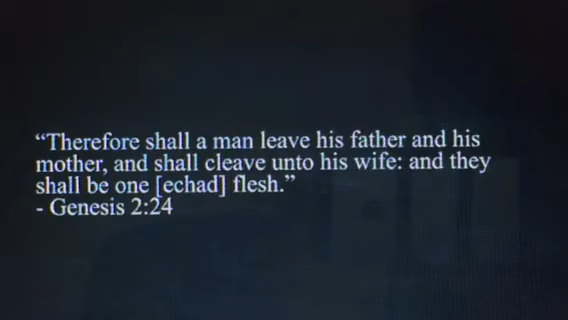 “Therefore shall a man leave his father and his
mother, and shall cleave unto his wife: and they
shall be one [echad] flesh.”
- Genesis 2:24